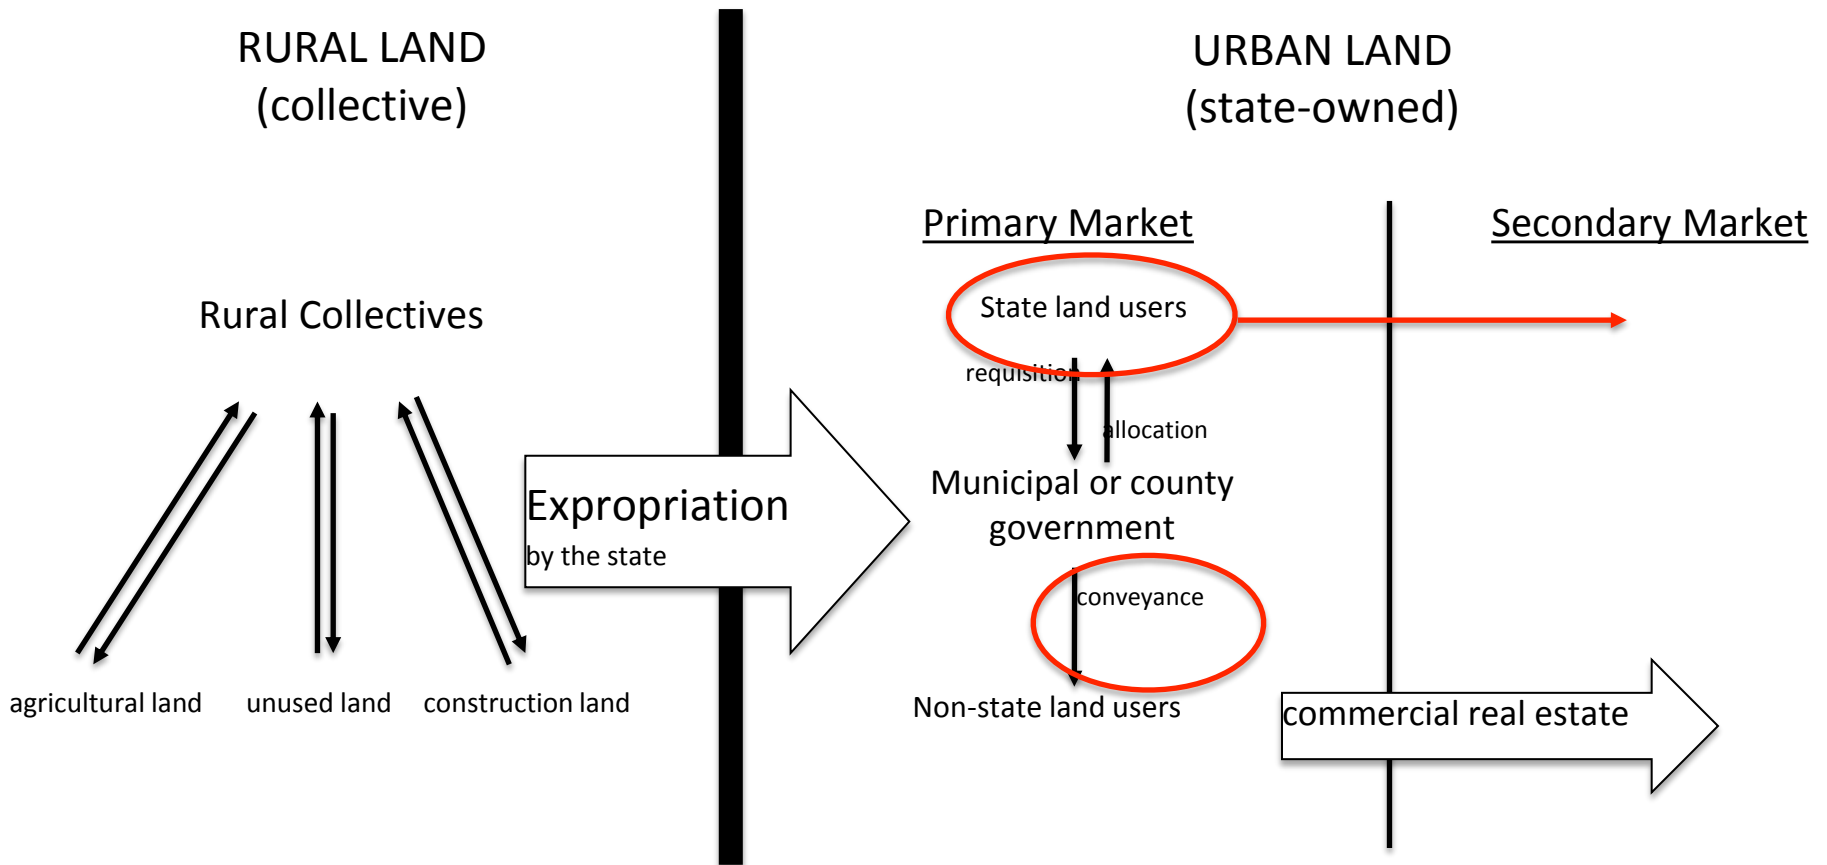 RURAL LAND
(collective)
URBAN LAND
(state-owned)
Primary Market
Secondary Market
Rural Collectives
State land users
requisition
allocation
Municipal or county
government
Expropriation
by the state
conveyance
agricultural land
unused land
construction land
Non-state land users
commercial real estate